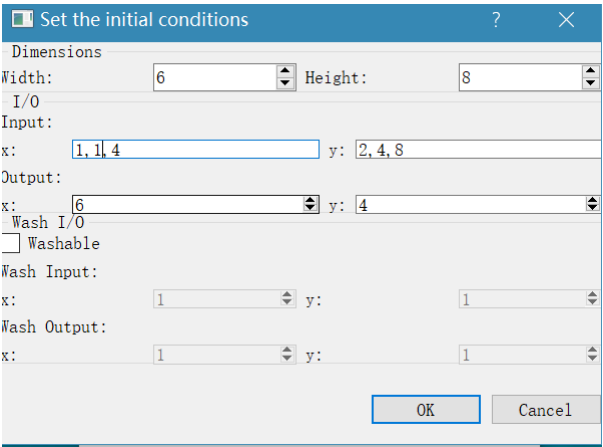 Set the initial conditions ?
Dimensions
Width: 6 Height: 8
I/O
Input:
x: 1,1,4 y: 2,4,8
Output:
x: 6 y: 4
Wash I/O
Washable
Wash Input:
x: 1 y: 1
Wash Output:
x: 1 y: 1
OK Cancel